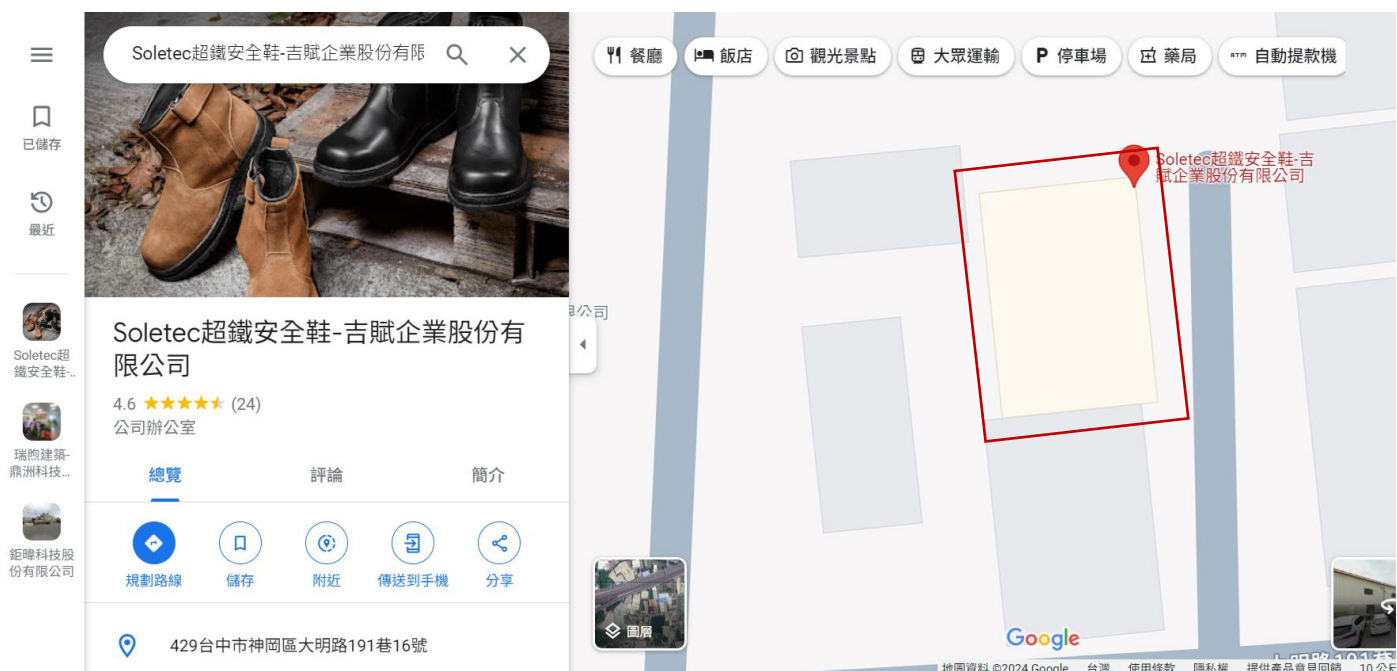 Soletec超鐵安全鞋-吉賦企業股份有限
餐廳
飯店
觀光景點
大眾運輸
P 停車場
藥局
ATM 自動提款機
已儲存
最近
Soletec超
鐵安全鞋-..
瑞煦建築-
鼎洲科技...
鉅暐科技股
份有限公司
Soletec超鐵安全鞋-吉賦企業股份有
限公司
4.6 ★★★★★ (24)
公司辦公室
總覽
評論
簡介
規劃路線
儲存
附近
傳送到手機
分享
429台中市神岡區大明路191巷16號
Soletec超鐵安全鞋-吉
賦企業股份有限公司
公司
圖層
Google
地圖資料 ©2024 Google
台灣
使用條款
隱私權
提供產品意見回饋
10 公